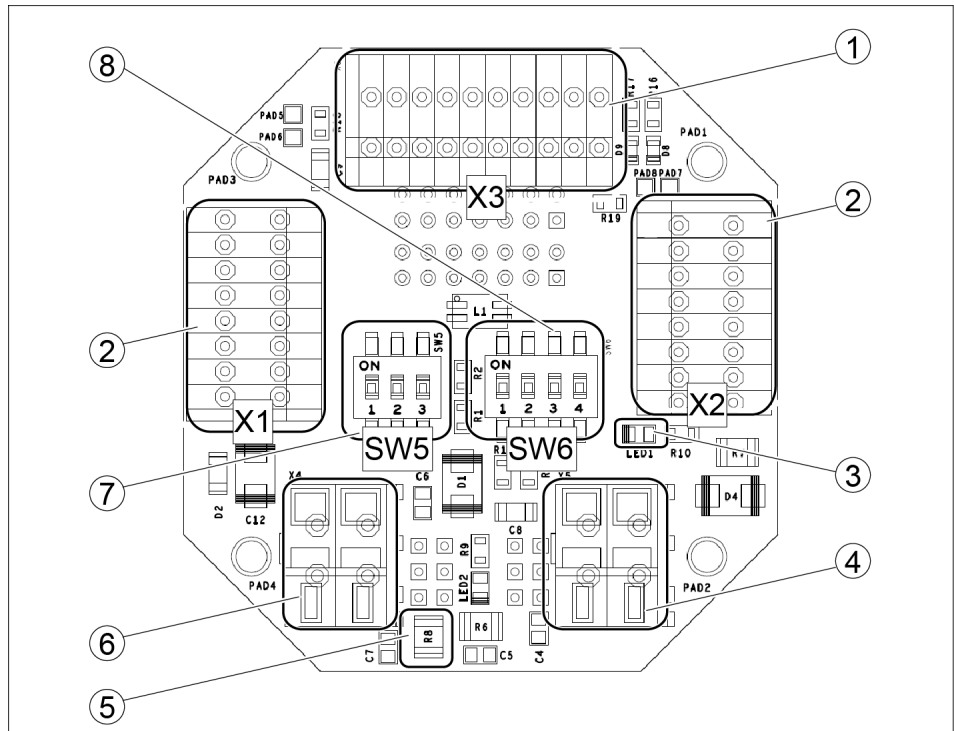 8
1
PAD5
PAD6
PAD3
X3
R17
D9
D8
PAD1
PAD8
PAD7
R19
2
2
L1
SW5
ON
1 2 3
R2
R1
ON
1 2 3 4
X1
SW5
SW6
X2
7
LED1
R10
3
D2
C12
X4
C6
D1
C8
D4
PAD4
R9
LED2
PAD2
4
6
C7
R8
R6
C5
C4
5